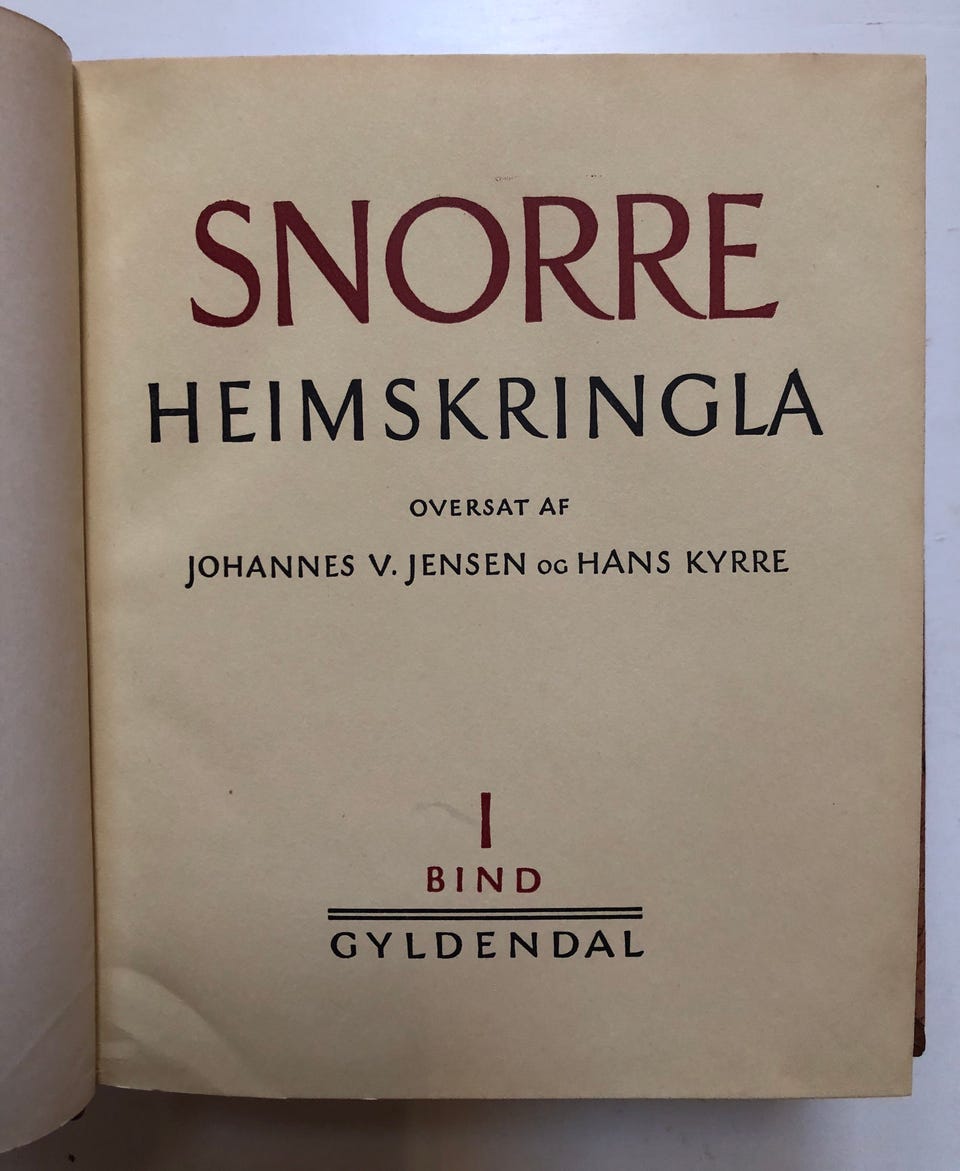 SNORRE
HEIMSKRINGLA
OVERSAT AF
JOHANNES V. JENSEN OG HANS KYRRE
I
BIND
GYLDENDAL